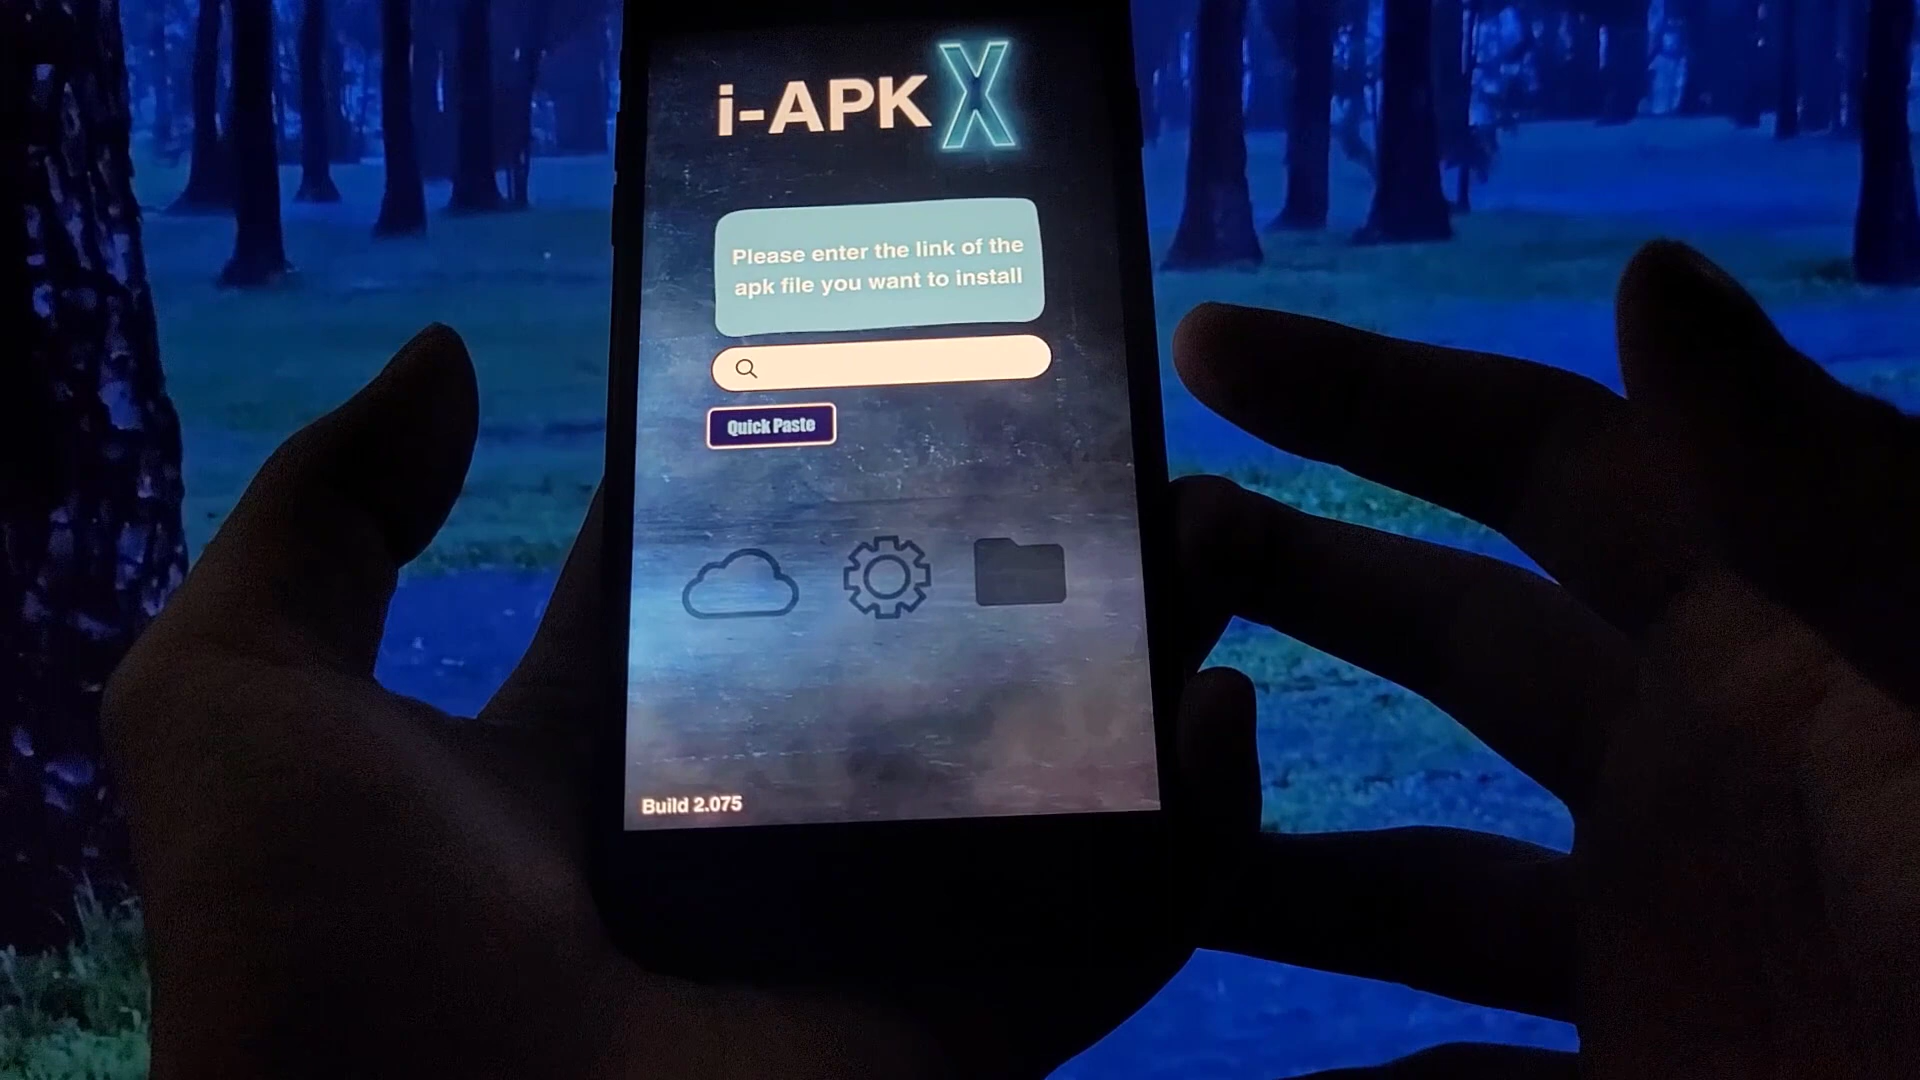 i-APK X
Please enter the link of the
apk file you want to install
Quick Paste
Build 2.075